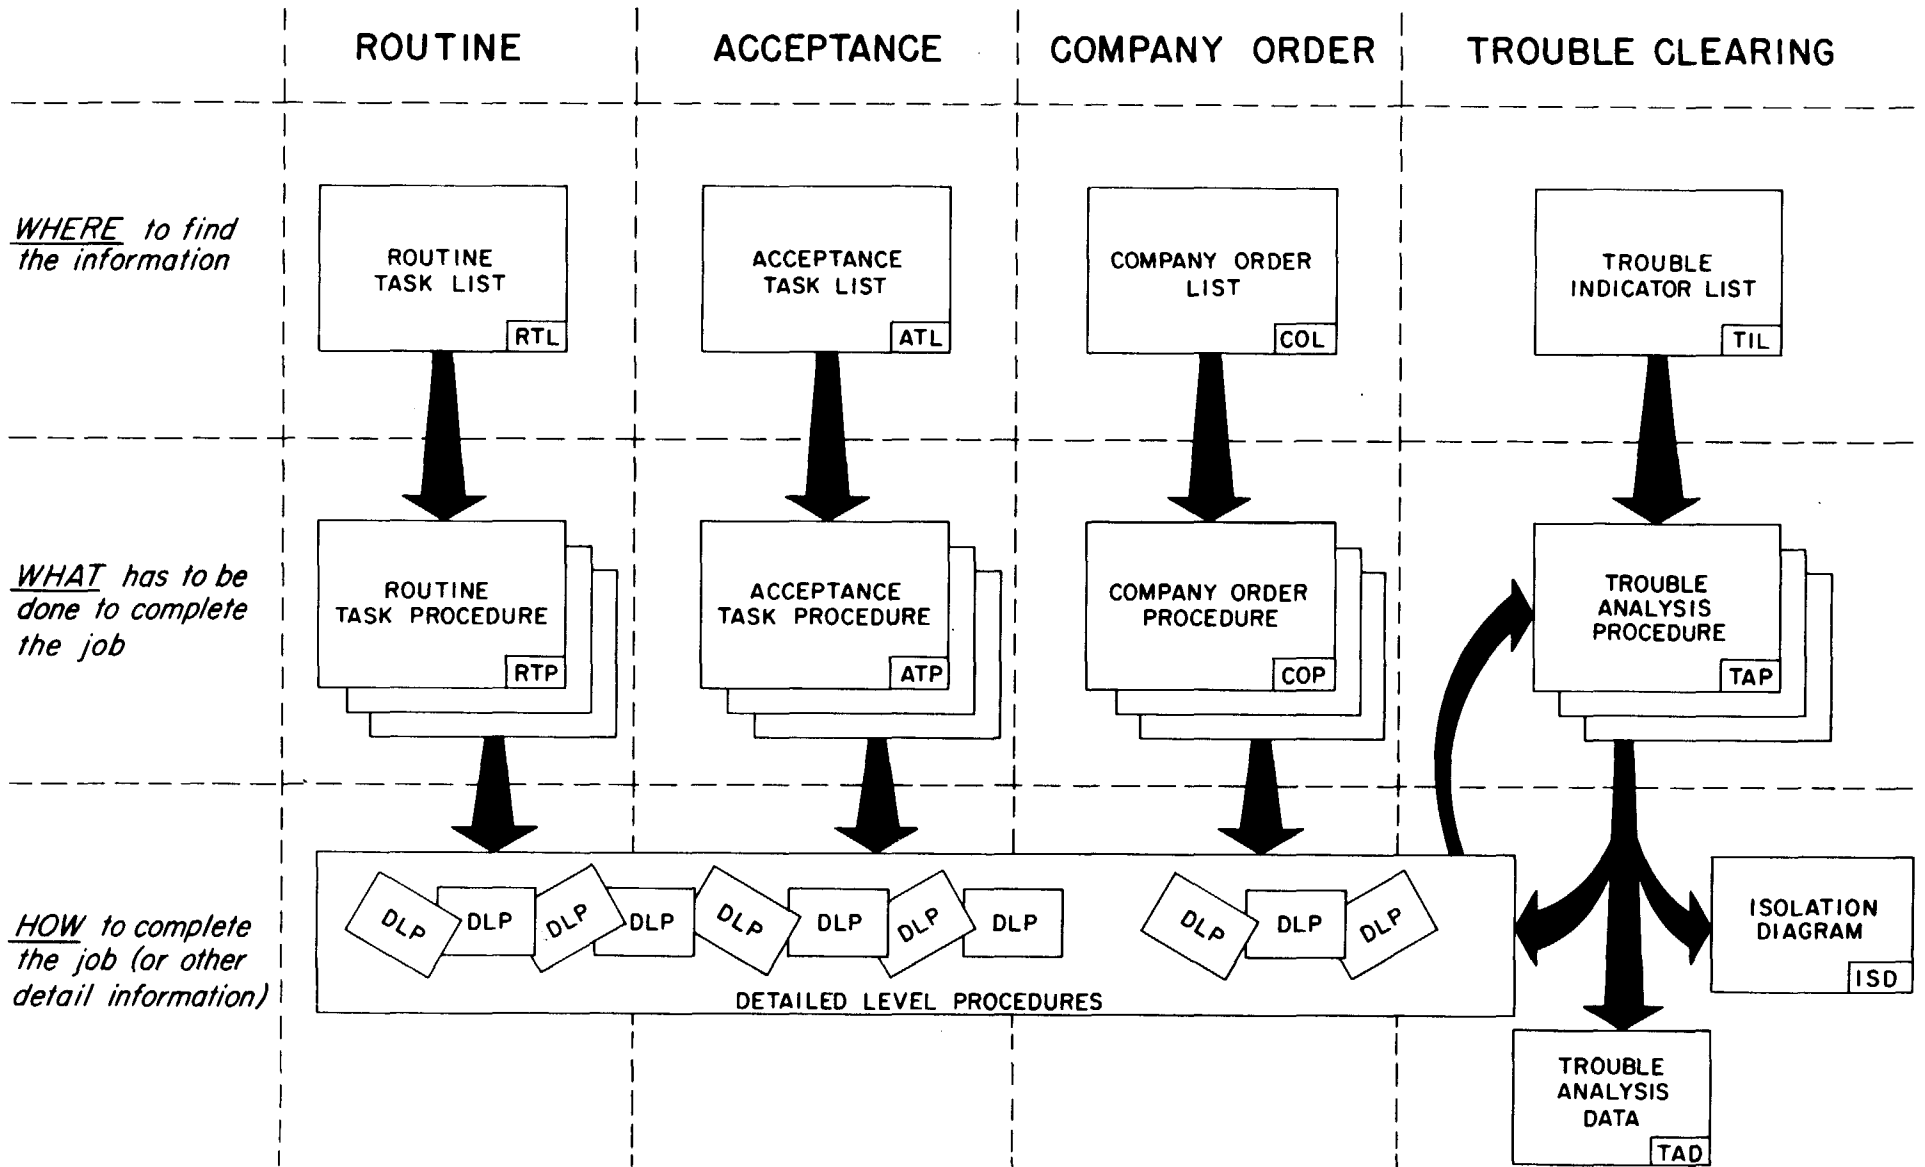 ROUTINE
ACCEPTANCE
COMPANY ORDER
TROUBLE CLEARING
WHERE to find
the information
ROUTINE
TASK LIST
RTL
ACCEPTANCE
TASK LIST
ATL
COMPANY ORDER
LIST
COL
TROUBLE
INDICATOR LIST
TIL
WHAT has to be
done to complete
the job
ROUTINE
TASK PROCEDURE
RTP
ACCEPTANCE
TASK PROCEDURE
ATP
COMPANY ORDER
PROCEDURE
COP
TROUBLE
ANALYSIS
PROCEDURE
TAP
HOW to complete
the job (or other
detail information)
DLP
DLP
DLP
DLP
DLP
DLP
DLP
DLP
DLP
DLP
DLP
DETAILED LEVEL PROCEDURES
ISOLATION
DIAGRAM
ISD
TROUBLE
ANALYSIS
DATA
TAD